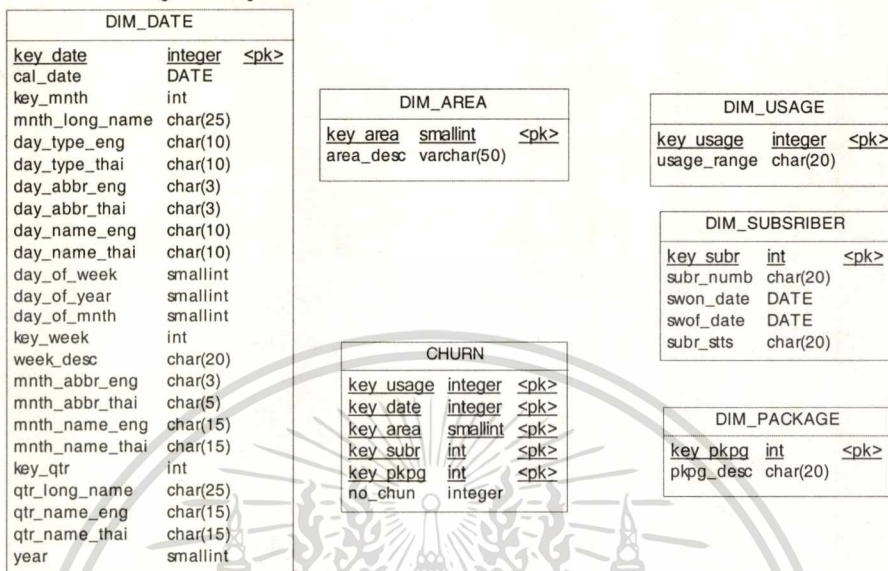 DIM_DATE
key_date integer <pk>
cal_date DATE
key_mnth int
mnth_long_name char(25)
day_type_eng char(10)
day_type_thai char(10)
day_abbr_eng char(3)
day_abbr_thai char(3)
day_name_eng char(10)
day_name_thai char(10)
day_of_week smallint
day_of_year smallint
day_of_mnth smallint
key_week int
week_desc char(20)
mnth_abbr_eng char(3)
mnth_abbr_thai char(5)
mnth_name_eng char(15)
mnth_name_thai char(15)
key_qtr int
qtr_long_name char(25)
qtr_name_eng char(15)
qtr_name_thai char(15)
year smallint
DIM_AREA
key_area smallint <pk>
area_desc varchar(50)
DIM_USAGE
key_usage integer <pk>
usage_range char(20)
DIM_SUBSRIBER
key_subr int <pk>
subr_numb char(20)
swon_date DATE
swof_date DATE
subr_stts char(20)
CHURN
key_usage integer <pk>
key_date integer <pk>
key_area smallint <pk>
key_subr int <pk>
key_pkpg int <pk>
no_chun integer
DIM_PACKAGE
key_pkpg int <pk>
pkpg_desc char(20)